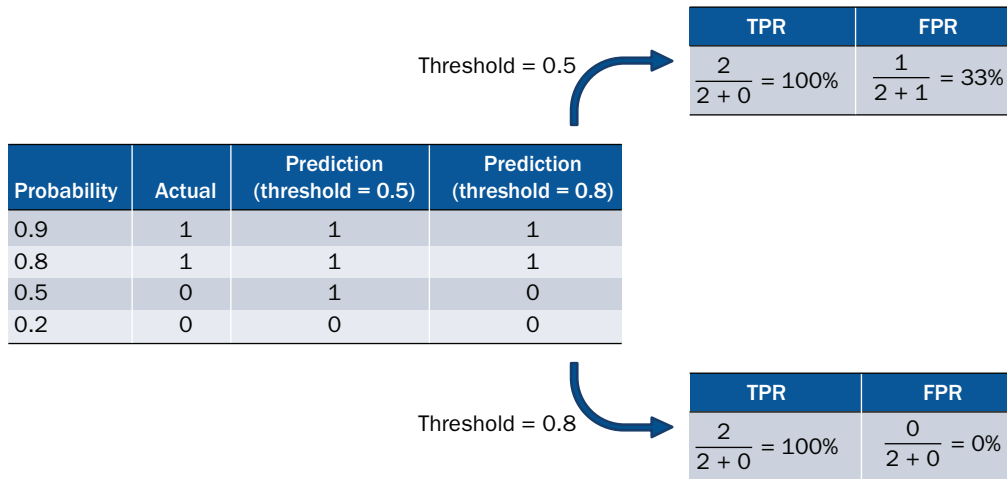 TPR FPR
Threshold = 0.5
2 / 2 + 0 = 100% 1 / 2 + 1 = 33%
Probability Actual Prediction (threshold = 0.5) Prediction (threshold = 0.8)
0.9 1 1 1
0.8 1 1 1
0.5 0 1 0
0.2 0 0 0
TPR FPR
Threshold = 0.8
2 / 2 + 0 = 100% 0 / 2 + 0 = 0%